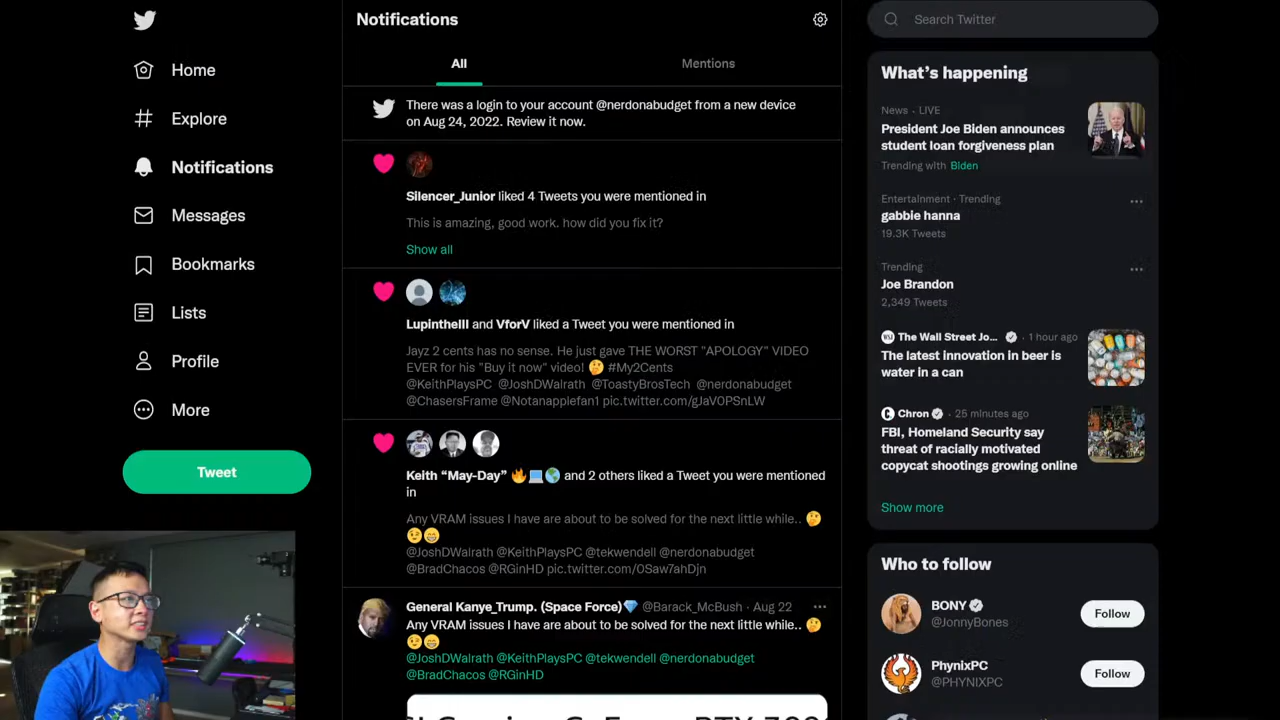 Home
Explore
Notifications
Messages
Bookmarks
Lists
Profile
More
Tweet
Notifications
All
Mentions
There was a login to your account @nerdonabudget from a new device
on Aug 24, 2022. Review it now.
Silencer_Junior liked 4 Tweets you were mentioned in
This is amazing, good work. how did you fix it?
Show all
LupintheIII and VforV liked a Tweet you were mentioned in
Jayz 2 cents has no sense. He just gave THE WORST "APOLOGY" VIDEO
EVER for his "Buy it now" video! 🤔 #My2Cents
@KeithPlaysPC @JoshDWalrath @ToastyBrosTech @nerdonabudget
@ChasersFrame @Notanapplefan1 pic.twitter.com/gJaV0PSnLW
Keith “May-Day” 🔥💻🌎 and 2 others liked a Tweet you were mentioned
in
Any VRAM issues I have are about to be solved for the next little while.. 🤔
😉😁
@JoshDWalrath @KeithPlaysPC @tekwendell @nerdonabudget
@BradChacos @RGinHD pic.twitter.com/0Saw7ahDjn
General Kanye_Trump. (Space Force)💎 @Barack_McBush · Aug 22
Any VRAM issues I have are about to be solved for the next little while.. 🤔
😉😁
@JoshDWalrath @KeithPlaysPC @tekwendell @nerdonabudget
@BradChacos @RGinHD
Search Twitter
What’s happening
News · LIVE
President Joe Biden announces
student loan forgiveness plan
Trending with Biden
Entertainment · Trending
gabbie hanna
19.3K Tweets
Trending
Joe Brandon
2,349 Tweets
The Wall Street Jo... · 1 hour ago
The latest innovation in beer is
water in a can
Chron · 25 minutes ago
FBI, Homeland Security say
threat of racially motivated
copycat shootings growing online
Show more
Who to follow
BONY
@JonnyBones
Follow
PhynixPC
@PHYNIXPC
Follow